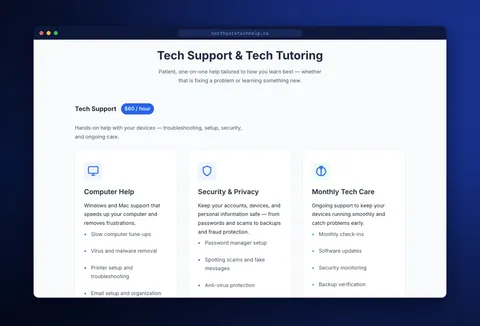 northpatetechhelp.ca
Tech Support & Tech Tutoring
Patient, one-on-one help tailored to how you learn best — whether
that is fixing a problem or learning something new.
Tech Support $60 / hour
Hands-on help with your devices — troubleshooting, setup, security,
and ongoing care.
Computer Help
Windows and Mac support that
speeds up your computer and
removes frustrations.
• Slow computer tune-ups
• Virus and malware removal
• Printer setup and
troubleshooting
• Email setup and organization
Security & Privacy
Keep your accounts, devices, and
personal information safe — from
passwords and scams to backups
and fraud protection.
• Password manager setup
• Spotting scams and fake
messages
• Anti-virus protection
Monthly Tech Care
Ongoing support to keep your
devices running smoothly and
catch problems early.
• Monthly check-ins
• Software updates
• Security monitoring
• Backup verification